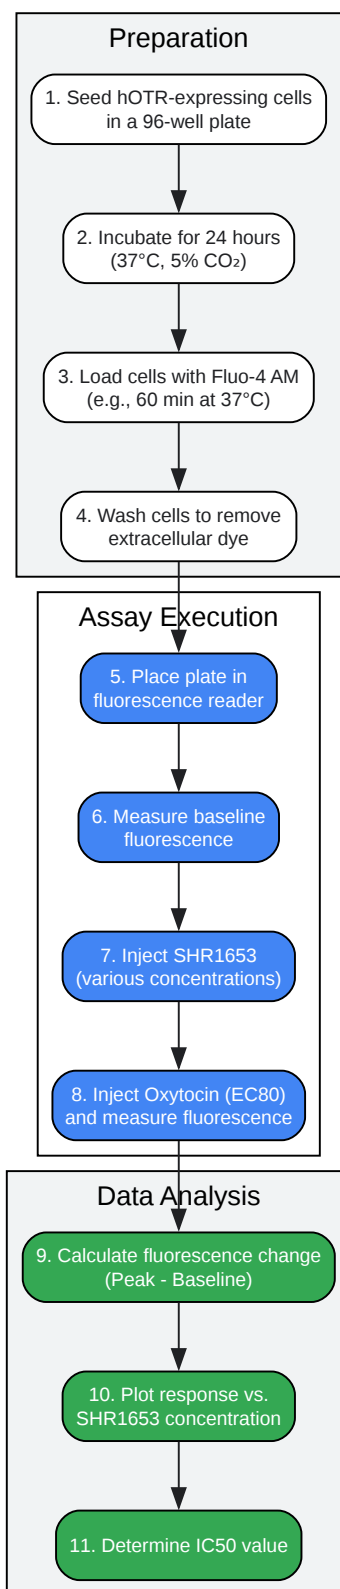 Preparation
1. Seed hOTR-expressing cells
in a 96-well plate
2. Incubate for 24 hours
(37°C, 5% CO₂)
3. Load cells with Fluo-4 AM
(e.g., 60 min at 37°C)
4. Wash cells to remove
extracellular dye
Assay Execution
5. Place plate in
fluorescence reader
6. Measure baseline
fluorescence
7. Inject SHR1653
(various concentrations)
8. Inject Oxytocin (EC80)
and measure fluorescence
Data Analysis
9. Calculate fluorescence change
(Peak - Baseline)
10. Plot response vs.
SHR1653 concentration
11. Determine IC50 value